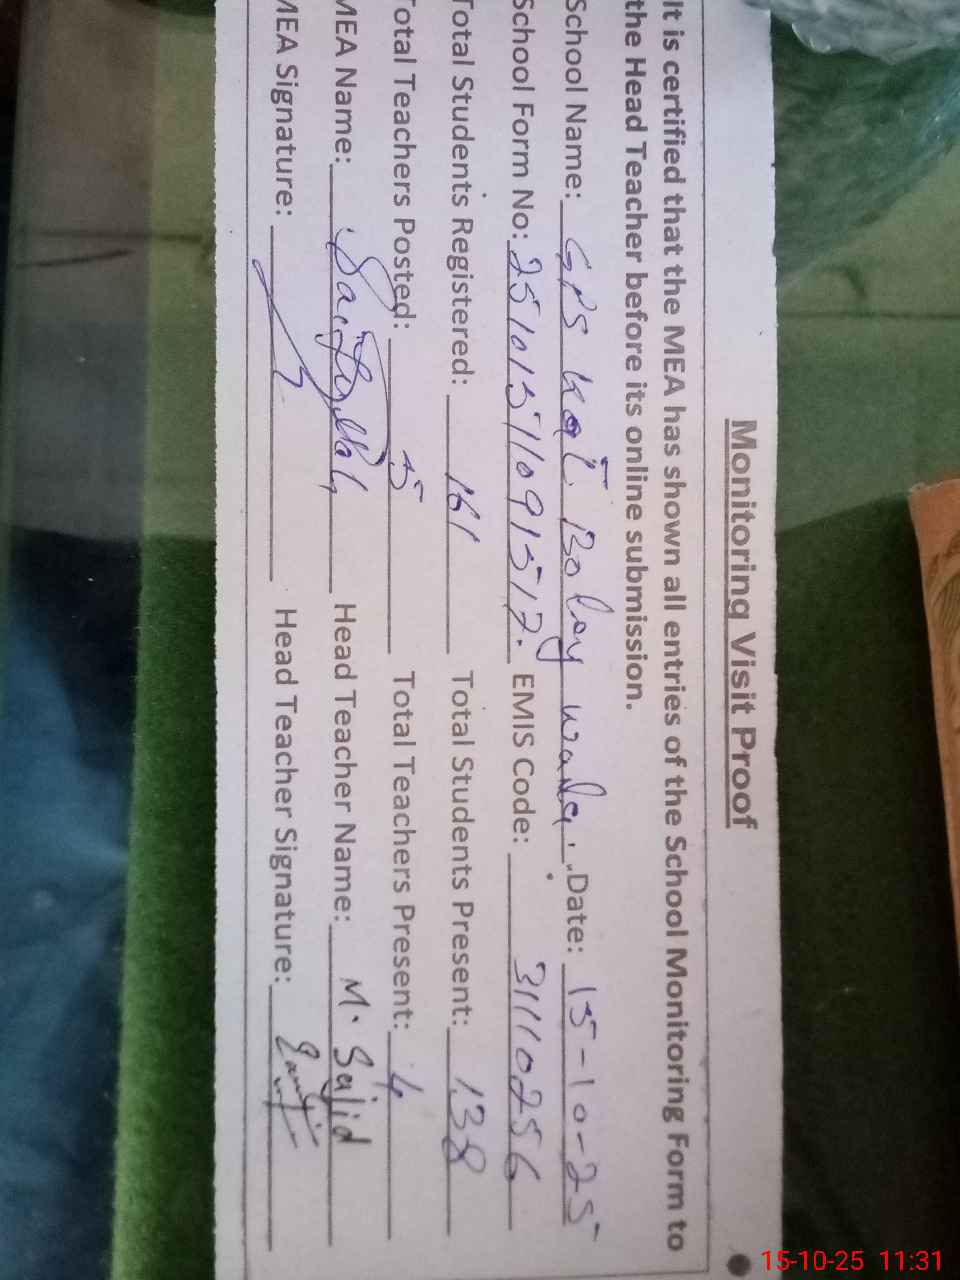 Monitoring Visit Proof
It is certified that the MEA has shown all entries of the School Monitoring Form to
the Head Teacher before its online submission.
School Name: GPS Kot Boley wala. Date: 15-10-25
School Form No: EMIS Code: 31110256
Total Students Registered: 161 Total Students Present: 138
Total Teachers Posted: 5 Total Teachers Present: 4
MEA Name: Saifullah Head Teacher Name: M. Sajid
MEA Signature: Head Teacher Signature:
15-10-25 11:31